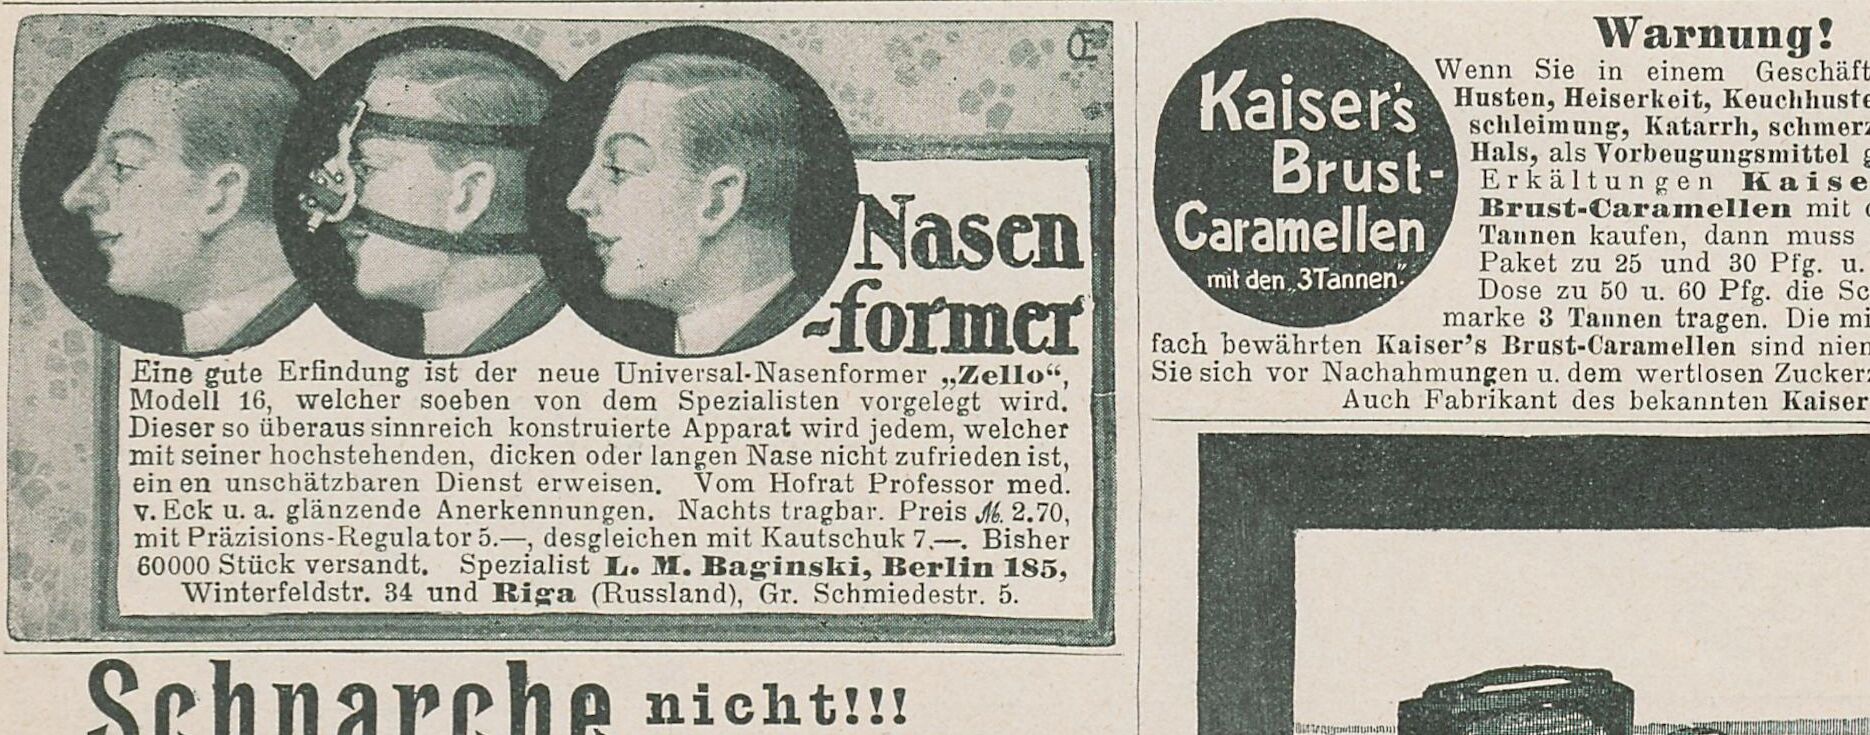 Nasen
-former
Eine gute Erfindung ist der neue Universal-Nasenformer „Zello“,
Modell 16, welcher soeben von dem Spezialisten vorgelegt wird.
Dieser so überaus sinnreich konstruierte Apparat wird jedem, welcher
mit seiner hochstehenden, dicken oder langen Nase nicht zufrieden ist,
einen unschätzbaren Dienst erweisen. Vom Hofrat Professor med.
v. Eck u. a. glänzende Anerkennungen. Nachts tragbar. Preis M. 2.70,
mit Präzisions-Regulator 5.—, desgleichen mit Kautschuk 7.—. Bisher
60000 Stück versandt. Spezialist L. M. Baginski, Berlin 185,
Winterfeldstr. 34 und Riga (Russland), Gr. Schmiedestr. 5.
Schnarche nicht!!!
Kaiser's
Brust-
Caramellen
mit den „3 Tannen“
Warnung!
Wenn Sie in einem Geschäft
Husten, Heiserkeit, Keuchhuste
schleimung, Katarrh, schmerz
Hals, als Vorbeugungsmittel g
Erkältungen Kaise
Brust-Caramellen mit
Tannen kaufen, dann muss
Paket zu 25 und 30 Pfg. u.
Dose zu 50 u. 60 Pfg. die Sc
marke 3 Tannen tragen. Die mi
fach bewährten Kaiser's Brust-Caramellen sind nien
Sie sich vor Nachahmungen u. dem wertlosen Zucker
Auch Fabrikant des bekannten Kaiser